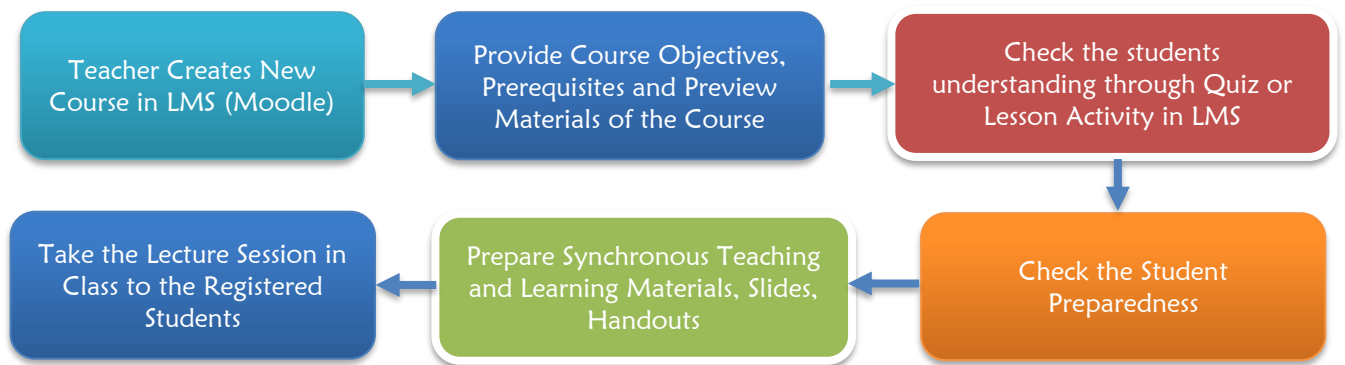 Teacher Creates New
Course in LMS (Moodle)
Provide Course Objectives,
Prerequisites and Preview
Materials of the Course
Check the students
understanding through Quiz or
Lesson Activity in LMS
Check the Student
Preparedness
Prepare Synchronous Teaching
and Learning Materials, Slides,
Handouts
Take the Lecture Session in
Class to the Registered
Students